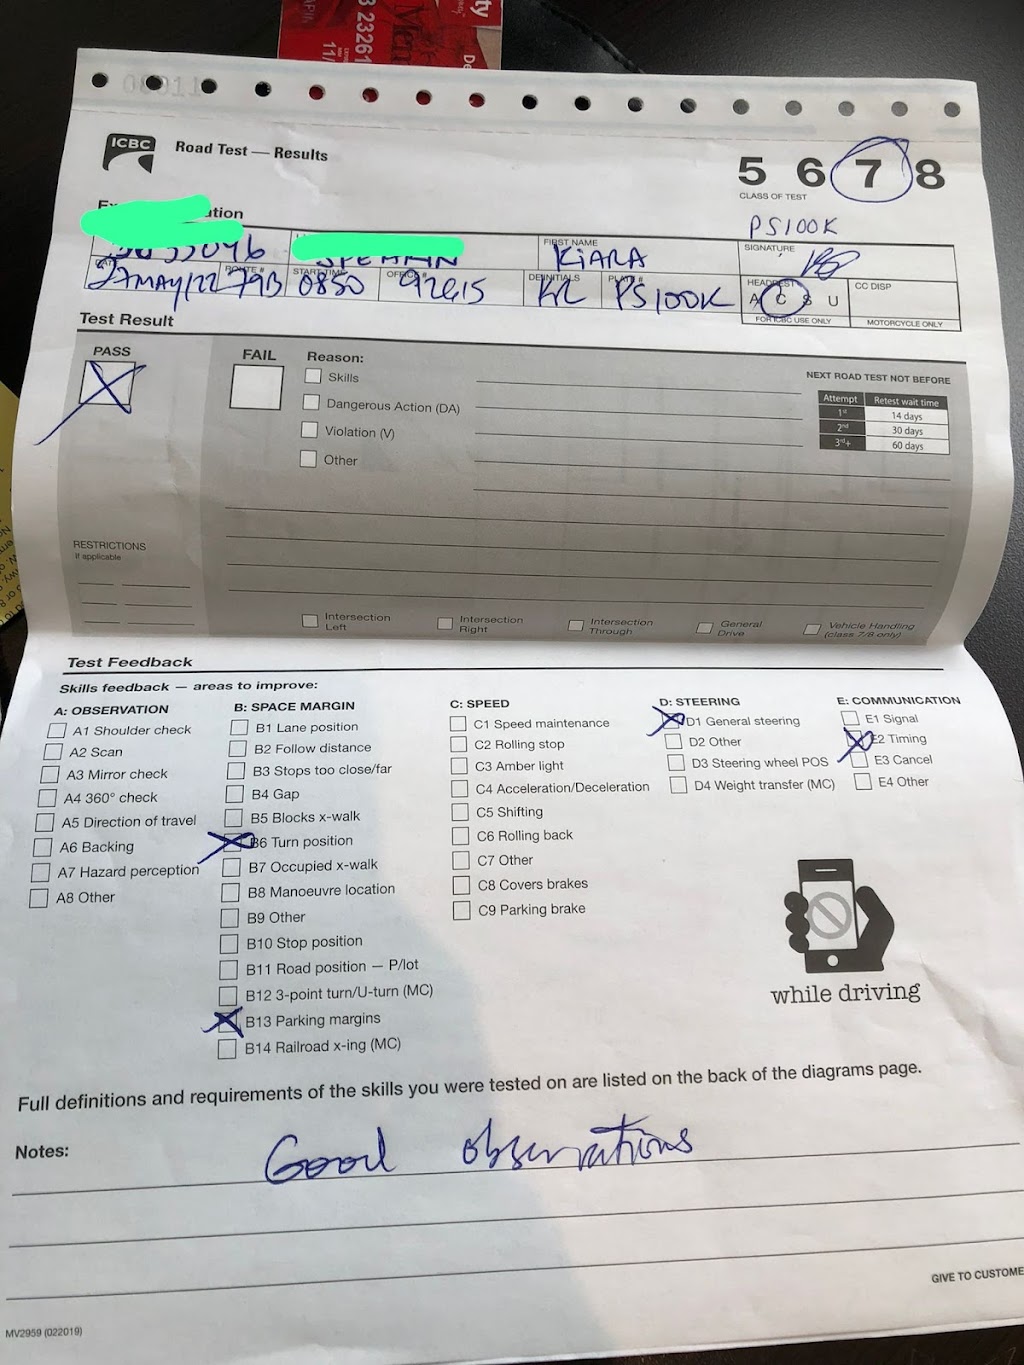 ICBC
Road Test — Results
5 6 7 8
CLASS OF TEST
PS100K
FIRST NAME
KiARA
SIGNATURE
27MAY/22 ROUTE # 79B START TIME 0850 OFFICE # 92615 DE INITIALS KR PLATE # PS100K
HEADREST
A C S U
FOR ICBC USE ONLY
CC DISP
MOTORCYCLE ONLY
Test Result
PASS
FAIL
Reason:
Skills
Dangerous Action (DA)
Violation (V)
Other
NEXT ROAD TEST NOT BEFORE
Attempt Retest wait time
1st 14 days
2nd 30 days
3rd+ 60 days
RESTRICTIONS
If applicable
Intersection Left
Intersection Right
Intersection Through
General Drive
Vehicle Handling
(class 7/8 only)
Test Feedback
Skills feedback — areas to improve:
A: OBSERVATION
A1 Shoulder check
A2 Scan
A3 Mirror check
A4 360° check
A5 Direction of travel
A6 Backing
A7 Hazard perception
A8 Other
B: SPACE MARGIN
B1 Lane position
B2 Follow distance
B3 Stops too close/far
B4 Gap
B5 Blocks x-walk
B6 Turn position
B7 Occupied x-walk
B8 Manoeuvre location
B9 Other
B10 Stop position
B11 Road position — P/lot
B12 3-point turn/U-turn (MC)
B13 Parking margins
B14 Railroad x-ing (MC)
C: SPEED
C1 Speed maintenance
C2 Rolling stop
C3 Amber light
C4 Acceleration/Deceleration
C5 Shifting
C6 Rolling back
C7 Other
C8 Covers brakes
C9 Parking brake
D: STEERING
D1 General steering
D2 Other
D3 Steering wheel POS
D4 Weight transfer (MC)
E: COMMUNICATION
E1 Signal
E2 Timing
E3 Cancel
E4 Other
while driving
Full definitions and requirements of the skills you were tested on are listed on the back of the diagrams page.
Notes:
Good observations
GIVE TO CUSTOME
MV2959 (022019)